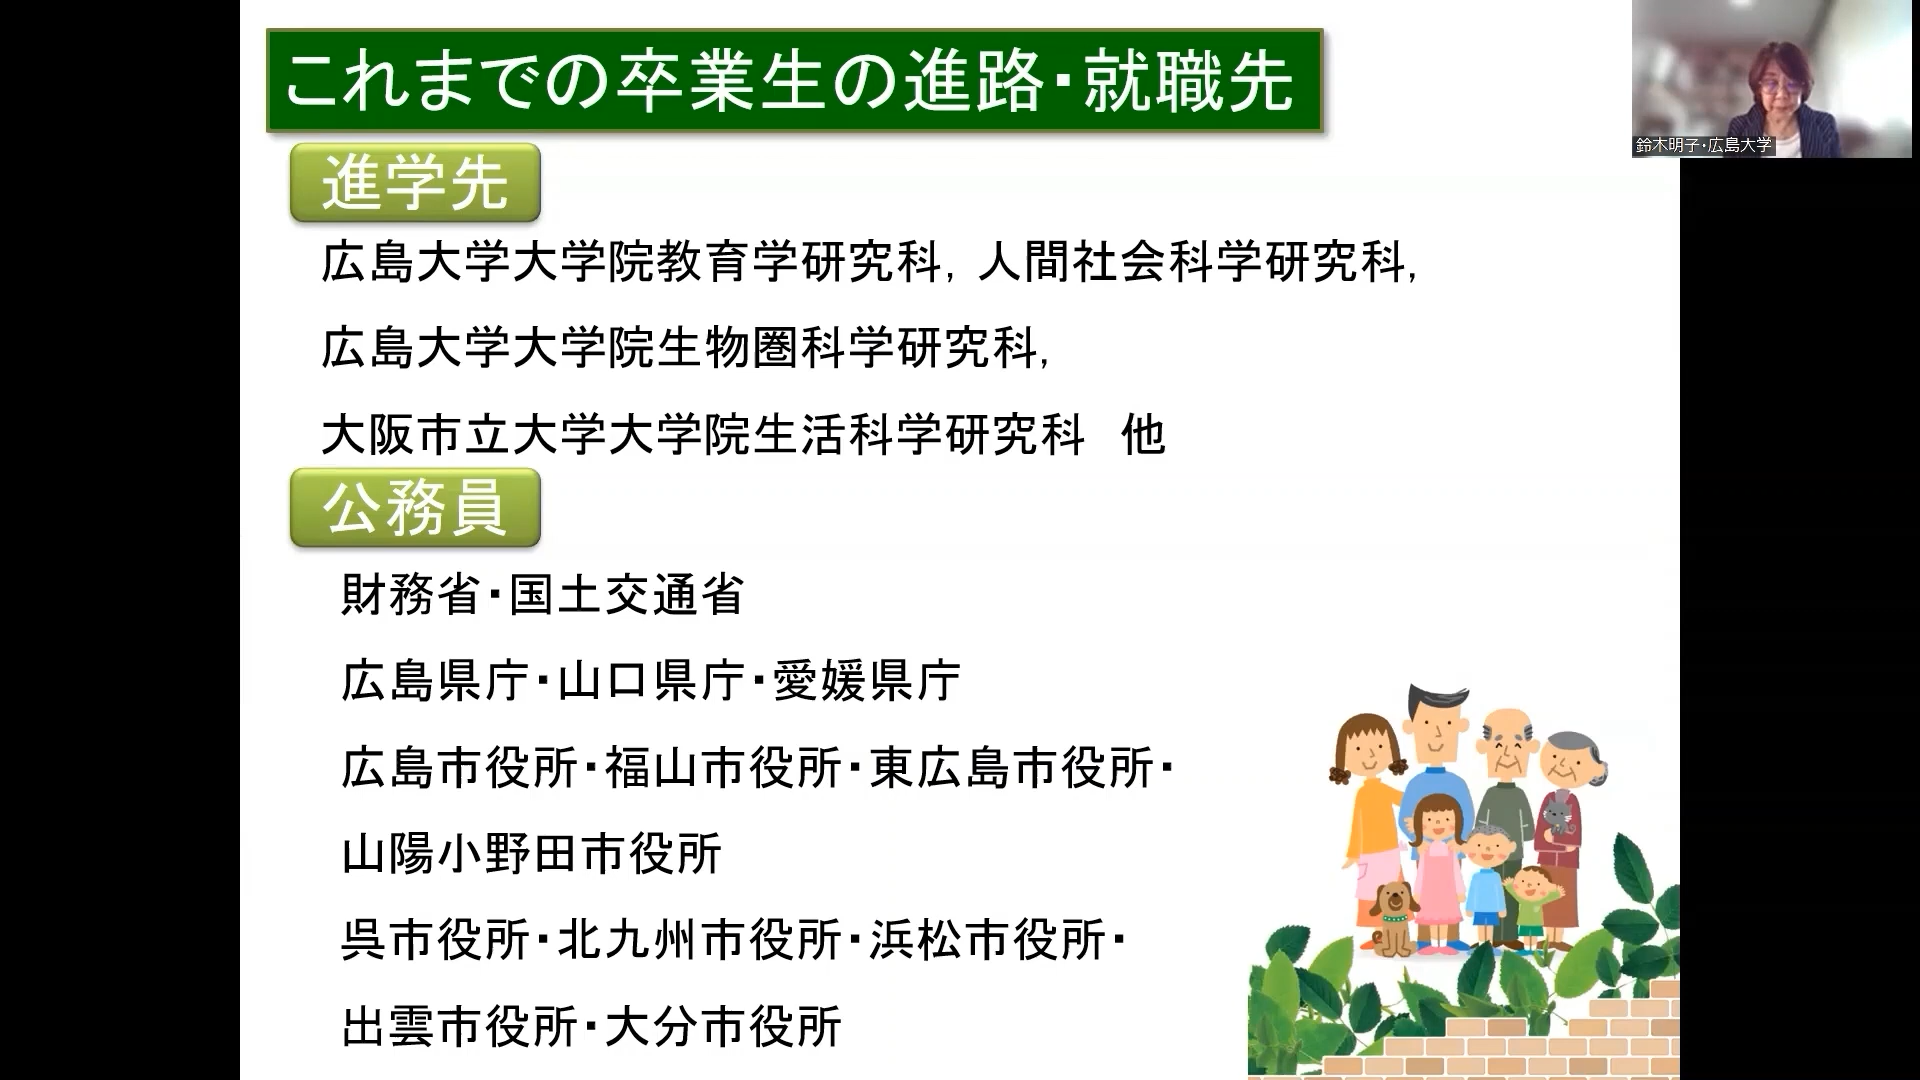 これまでの卒業生の進路・就職先
鈴木明子・広島大学
進学先
広島大学大学院教育学研究科，人間社会科学研究科，
広島大学大学院生物圏科学研究科，
大阪市立大学大学院生活科学研究科　他
公務員
財務省・国土交通省
広島県庁・山口県庁・愛媛県庁
広島市役所・福山市役所・東広島市役所・
山陽小野田市役所
呉市役所・北九州市役所・浜松市役所・
出雲市役所・大分市役所